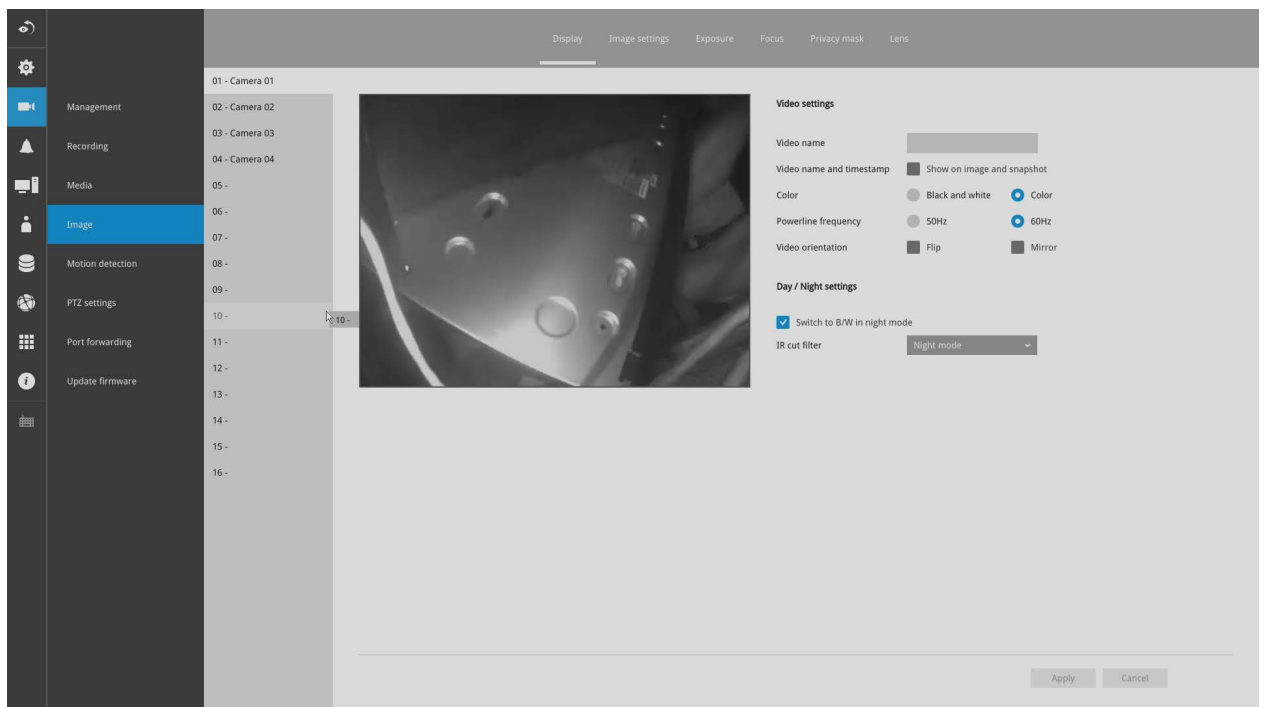 Display Image settings Exposure Focus Privacy mask Lens
Management
Recording
Media
Image
Motion detection
PTZ settings
Port forwarding
Update firmware
01 - Camera 01
02 - Camera 02
03 - Camera 03
04 - Camera 04
05 -
06 -
07 -
08 -
09 -
10 -
10 -
11 -
12 -
13 -
14 -
15 -
16 -
Video settings
Video name
Video name and timestamp Show on image and snapshot
Color Black and white Color
Powerline frequency 50Hz 60Hz
Video orientation Flip Mirror
Day / Night settings
Switch to B/W in night mode
IR cut filter Night mode
Apply Cancel